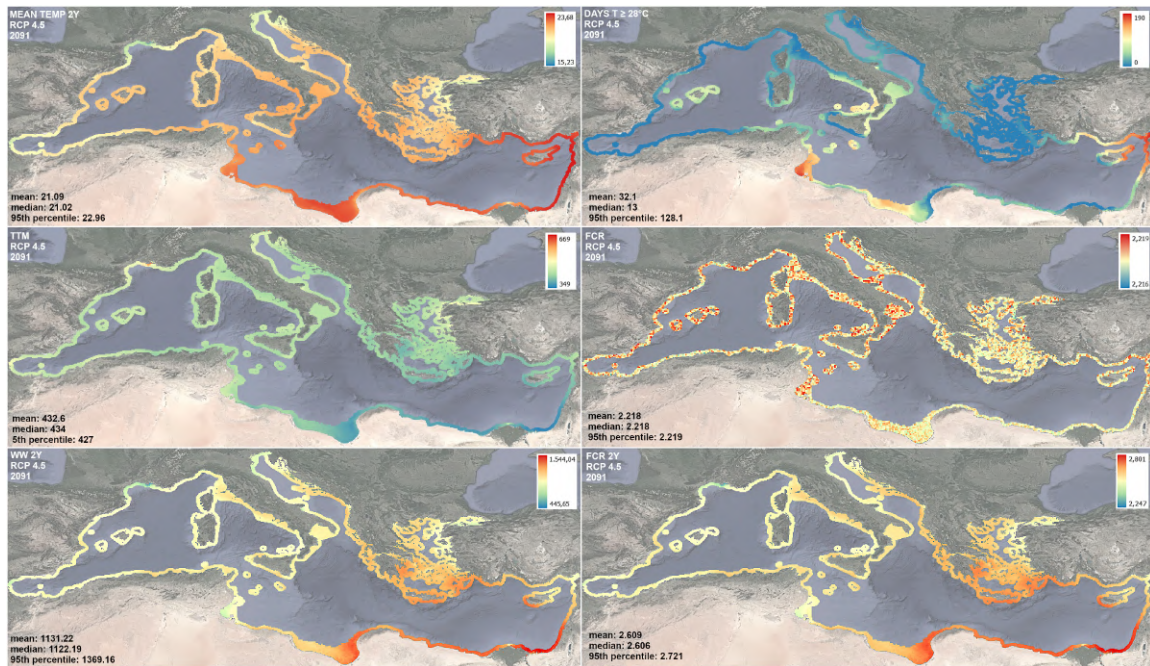 MEAN TEMP 2Y
RCP 4.5
2091
23,68
15,23
mean: 21.09
median: 21.02
95th percentile: 22.96
DAYS T ≥ 28°C
RCP 4.5
2091
190
0
mean: 32.1
median: 13
95th percentile: 128.1
TTM
RCP 4.5
2091
669
349
mean: 432.6
median: 434
5th percentile: 427
FCR
RCP 4.5
2091
2,219
2,216
mean: 2.218
median: 2.218
95th percentile: 2.219
WW 2Y
RCP 4.5
2091
1.544,04
445,65
mean: 1131.22
median: 1122.19
95th percentile: 1369.16
FCR 2Y
RCP 4.5
2091
2,801
2,247
mean: 2.609
median: 2.606
95th percentile: 2.721